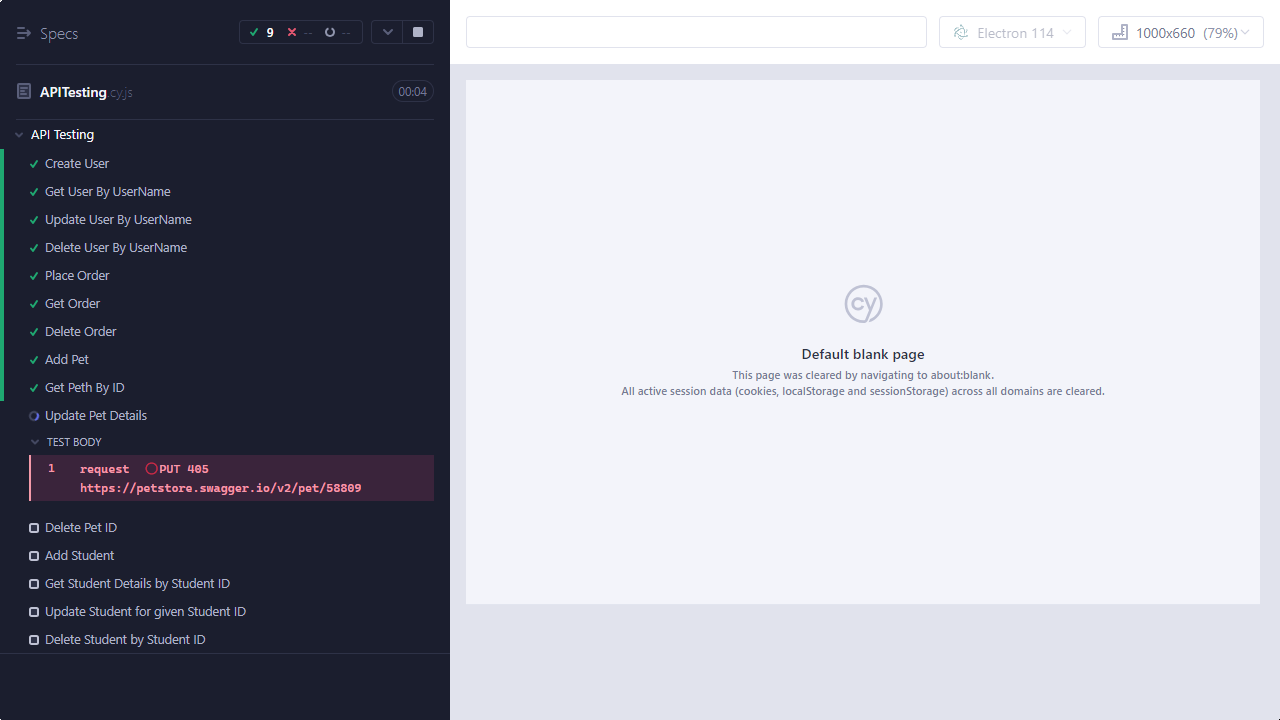 Specs
9 -- --
APITesting.cy.js
00:04
API Testing
Create User
Get User By UserName
Update User By UserName
Delete User By UserName
Place Order
Get Order
Delete Order
Add Pet
Get Peth By ID
Update Pet Details
TEST BODY
1 request PUT 405
https://petstore.swagger.io/v2/pet/58809
Delete Pet ID
Add Student
Get Student Details by Student ID
Update Student for given Student ID
Delete Student by Student ID
Electron 114
1000x660 (79%)
cy
Default blank page
This page was cleared by navigating to about:blank.
All active session data (cookies, localStorage and sessionStorage) across all domains are cleared.